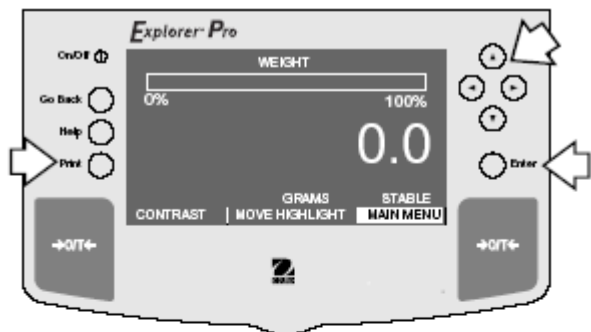 Explorer Pro
On/Off
WEIGHT
Go Back
0%
100%
Help
0.0
Print
Enter
GRAMS
STABLE
CONTRAST
MOVE HIGHLIGHT
MAIN MENU
→0/T←
→0/T←
OHAUS